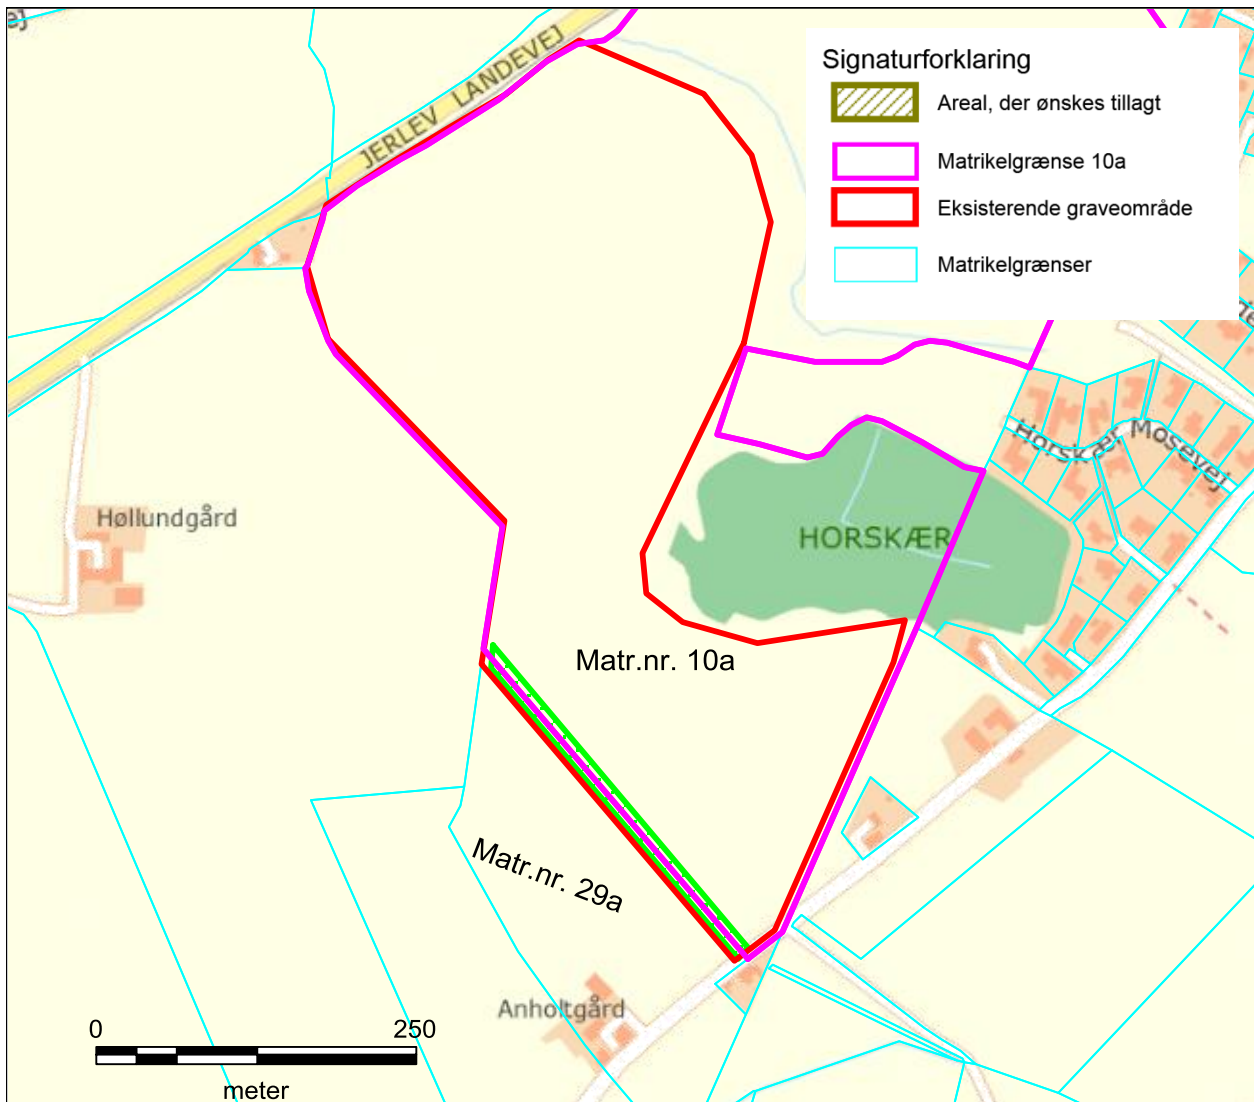 ej
JERLEV LANDEVEJ
Signaturforklaring
Areal, der ønskes tillagt
Matrikelgrænse 10a
Eksisterende graveområde
Matrikelgrænser
Horskær Mosevej
Høllundgård
HORSKÆR
Matr.nr. 10a
Matr.nr. 29a
Anholtgård
0 250
meter